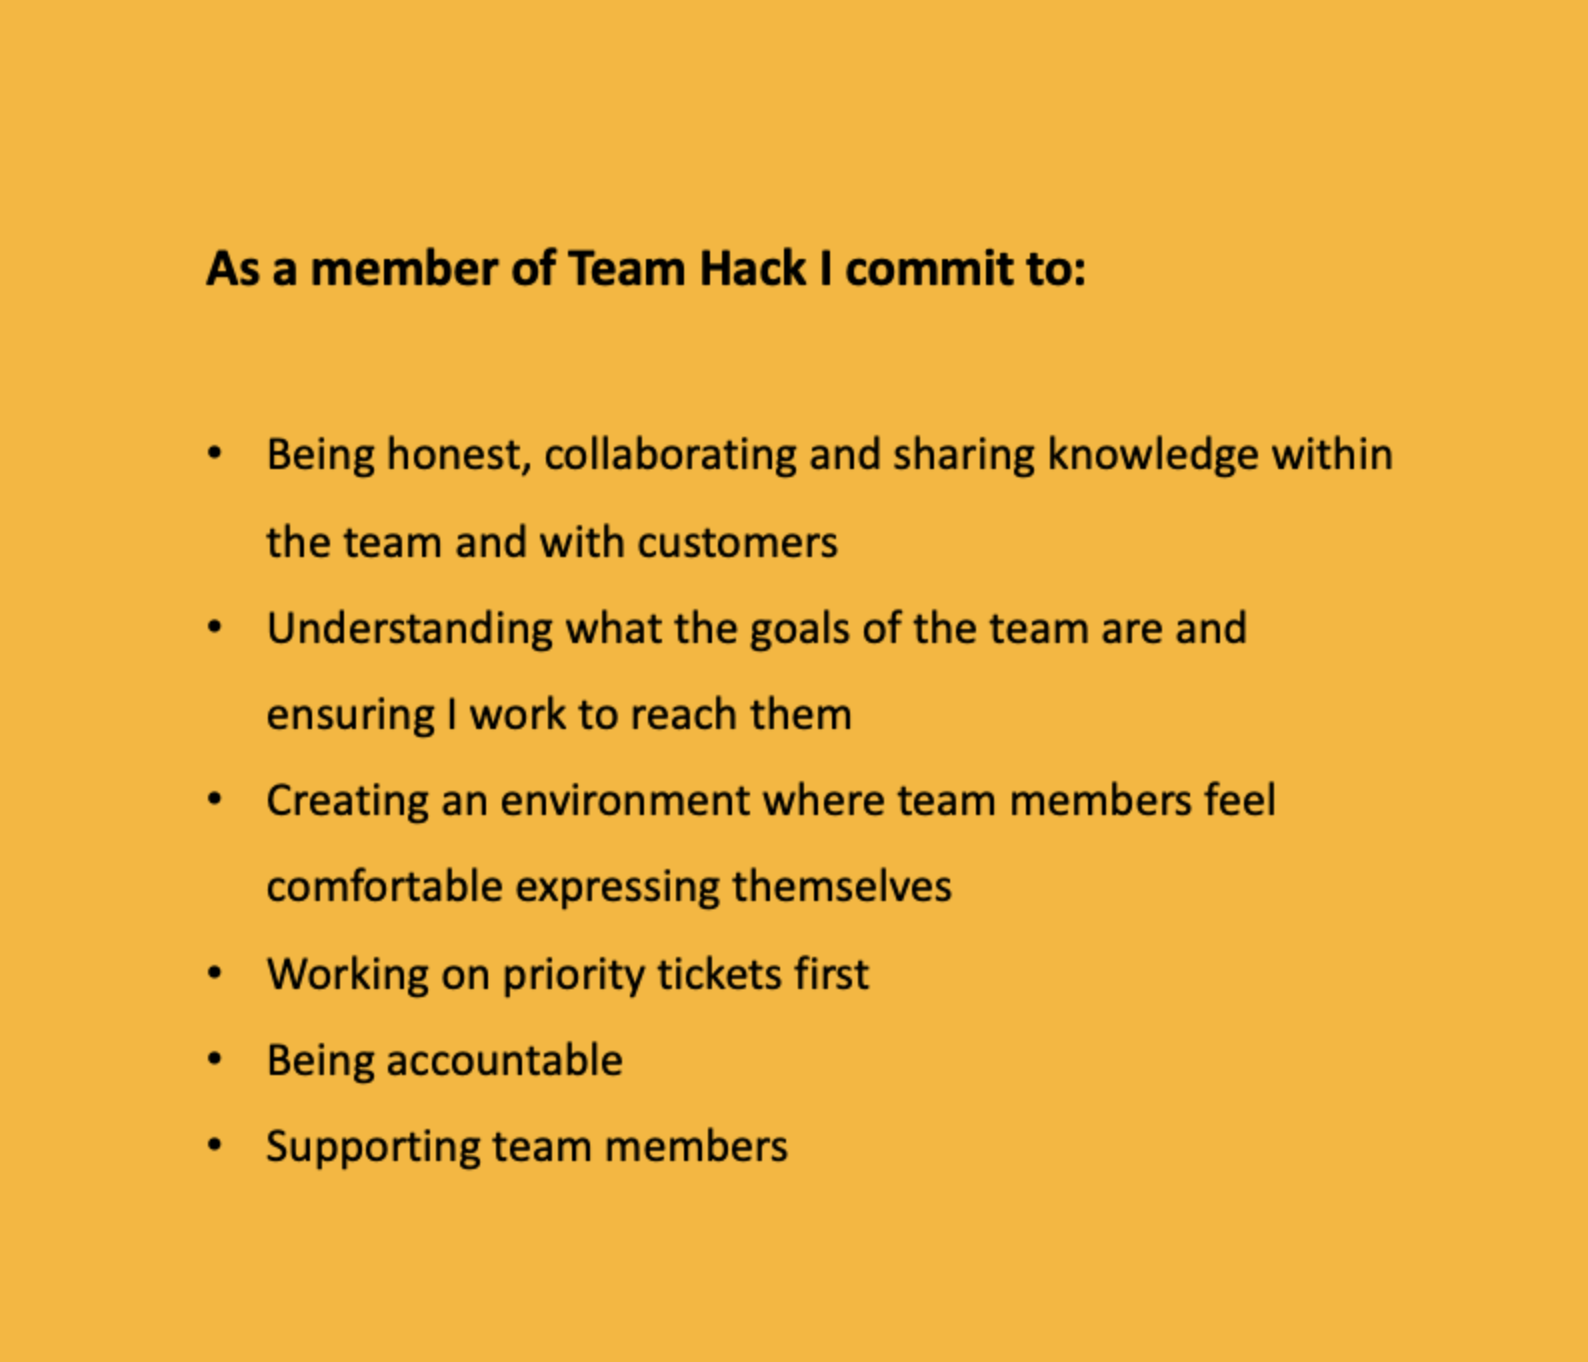 As a member of Team Hack I commit to:
• Being honest, collaborating and sharing knowledge within
the team and with customers
• Understanding what the goals of the team are and
ensuring I work to reach them
• Creating an environment where team members feel
comfortable expressing themselves
• Working on priority tickets first
• Being accountable
• Supporting team members